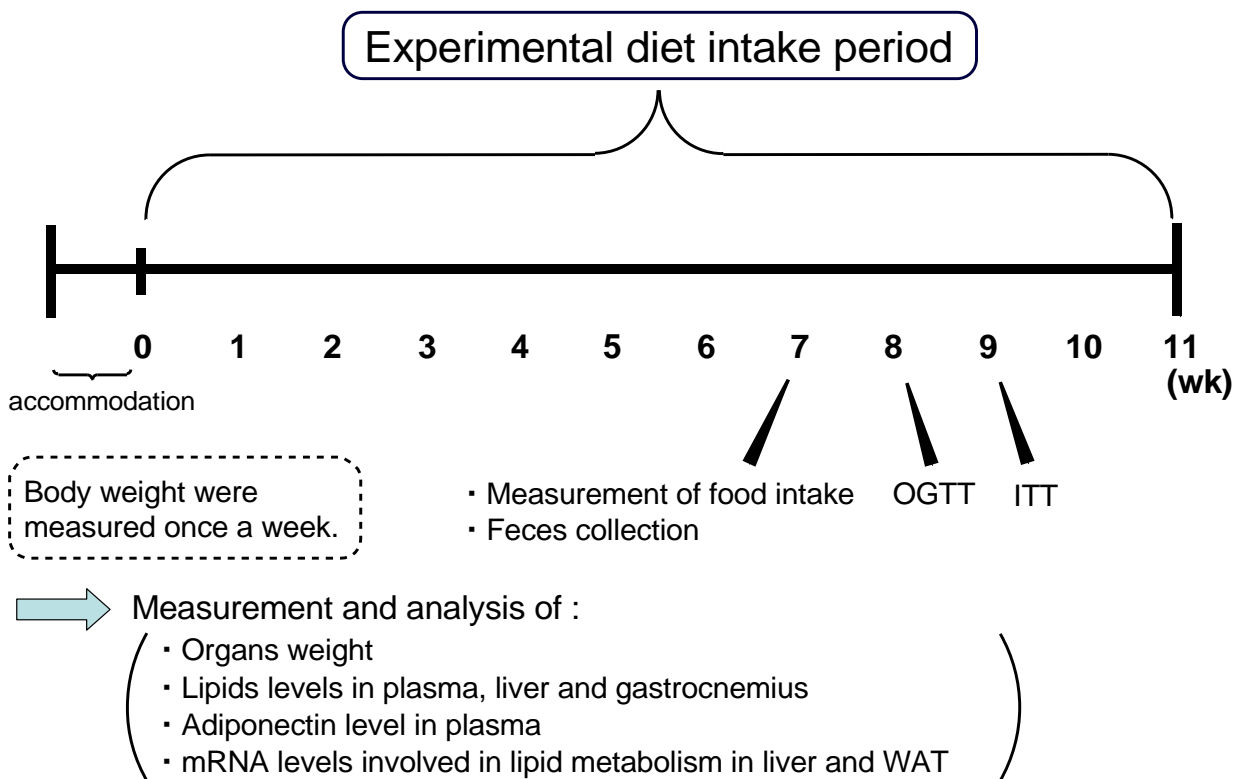 Experimental diet intake period
0 1 2 3 4 5 6 7 8 9 10 11
(wk)
accommodation
Body weight were
measured once a week.
・Measurement of food intake
・Feces collection
OGTT
ITT
Measurement and analysis of :
・Organs weight
・Lipids levels in plasma, liver and gastrocnemius
・Adiponectin level in plasma
・mRNA levels involved in lipid metabolism in liver and WAT